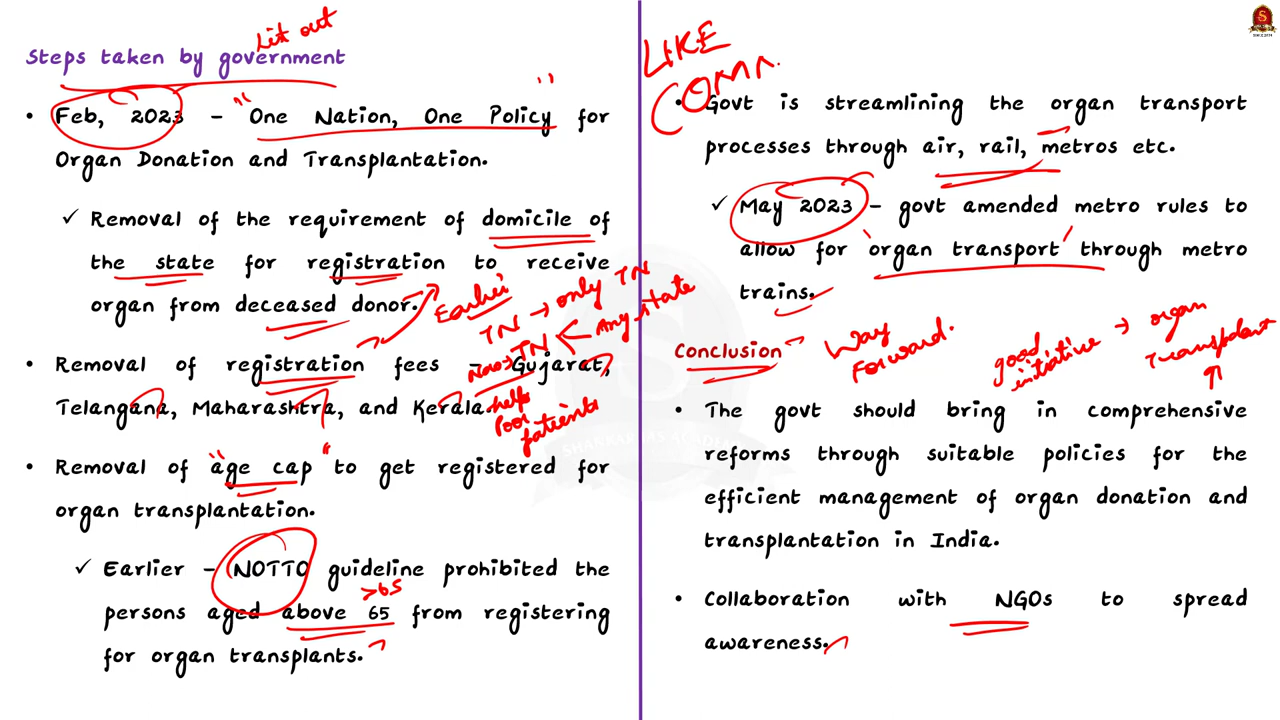 Steps taken by government
Lit out
• Feb, 2023 - "One Nation, One Policy" for
Organ Donation and Transplantation.
✓ Removal of the requirement of domicile of
the state for registration to receive
organ from deceased donor.
Earlier
TN → only TN
Now → TN
Any state
• Removal of registration fees - Gujarat,
Telangana, Maharashtra, and Kerala.
helps
poor
patients
• Removal of "age cap" to get registered for
organ transplantation.
✓ Earlier - NOTTO guideline prohibited the
>65
persons aged above 65 from registering
for organ transplants.
LIKE
COMM
• Govt is streamlining the organ transport
processes through air, rail, metros etc.
✓ May 2023 - govt amended metro rules to
allow for 'organ transport' through metro
trains.
Conclusion
Way
Forward.
good
initiative → organ
Transplant ↑
• The govt should bring in comprehensive
reforms through suitable policies for the
efficient management of organ donation and
transplantation in India.
• Collaboration with NGOs to spread
awareness.